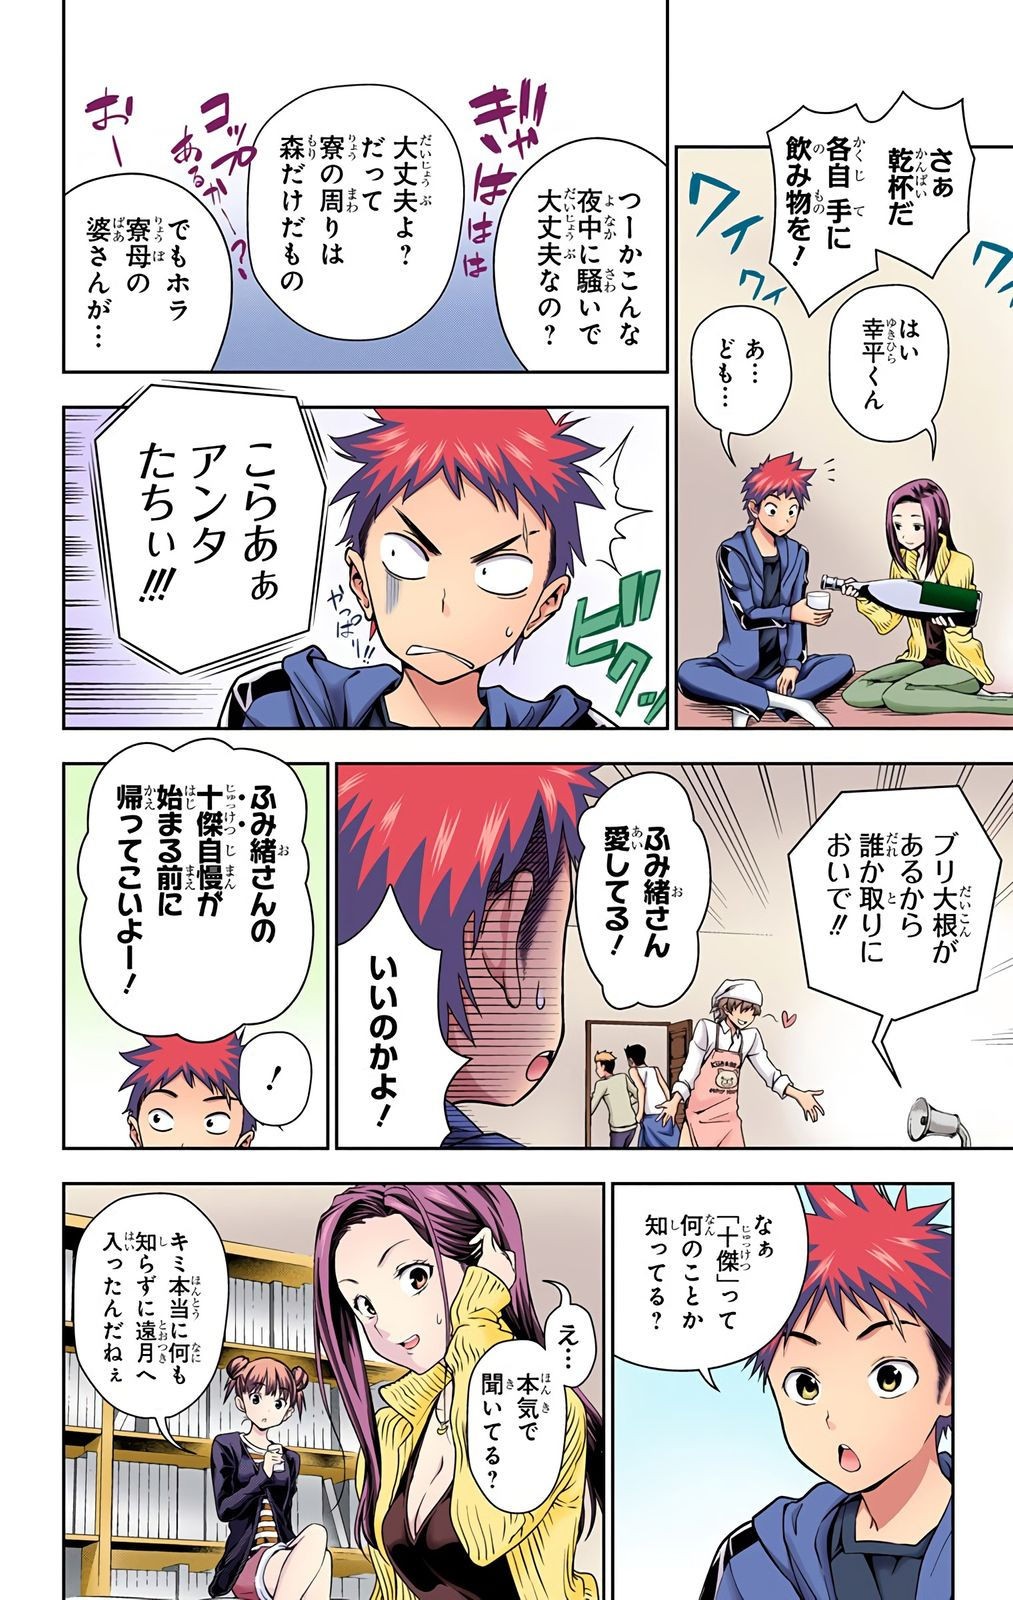 さぁ
乾杯だ
各自 手に
飲み物を!
ワイ
ワイ
はい
幸平くん
あ…
ども…
つーかこんな
夜中に騒いで
大丈夫なの?
ぎゃはははは
大丈夫よ?
だって
寮の周りは
森だけだもの
コップ
あるかー?
おー
でもホラ
寮母の
婆さんが…
ビクッ
こらあぁ
アンタ
たちぃ!!!
やっぱり!!
ブリ大根が
あるから
誰か取りに
おいで!!
ふみ緒さん
愛してる!
いいのかよ!
ふみ緒さんの
十傑自慢が
始まる前に
帰ってこいよー!
!
なぁ
「十傑」って
何のことか
知ってる?
え…
本気で
聞いてる?
キミ本当に何も
知らずに遠月へ
入ったんだねぇ